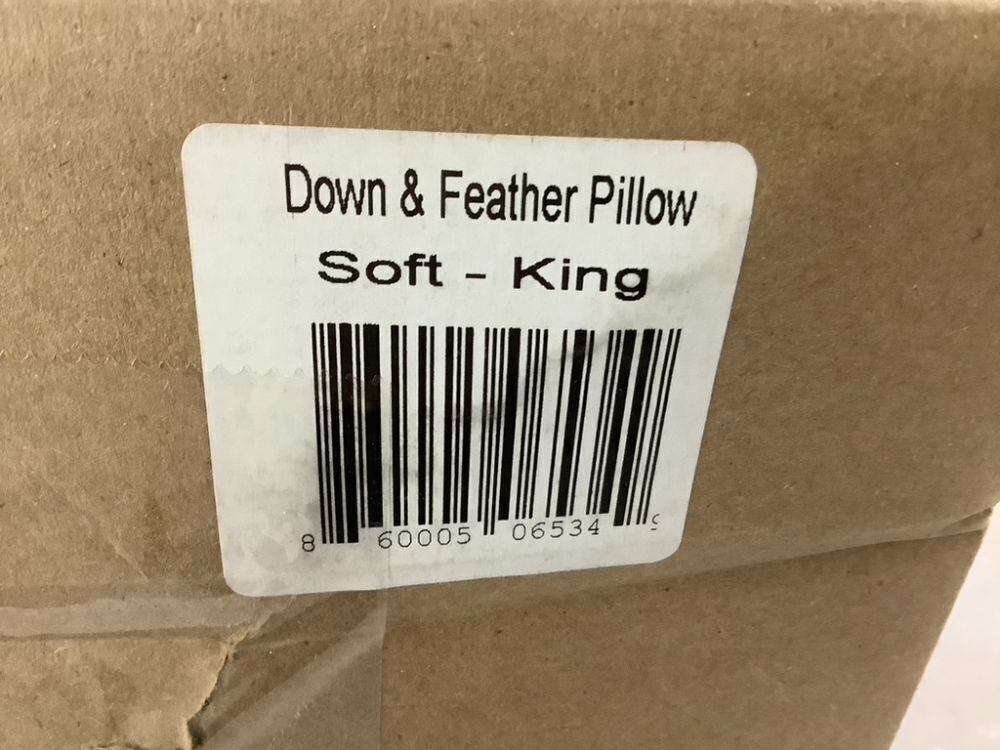 Down & Feather Pillow
Soft - King
8 60005 06534 9